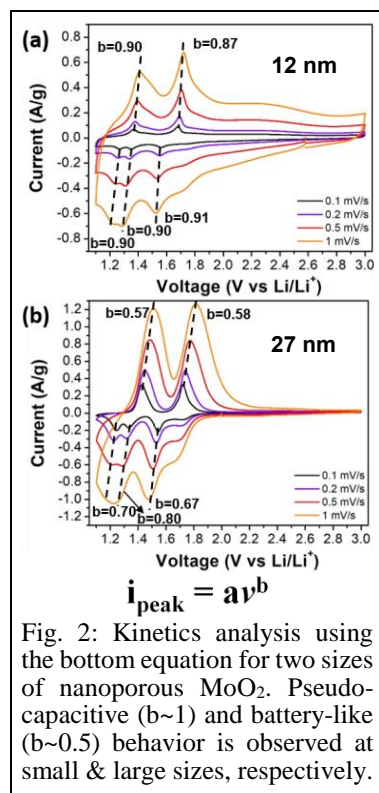 (a)
0.8
0.6
0.4
0.2
0.0
-0.2
-0.4
-0.6
-0.8
Current (A/g)
b=0.90
b=0.87
12 nm
b=0.90
b=0.90
b=0.91
0.1 mV/s
0.2 mV/s
0.5 mV/s
1 mV/s
1.2 1.4 1.6 1.8 2.0 2.2 2.4 2.6 2.8 3.0
Voltage (V vs Li/Li⁺)
(b)
1.2
1.0
0.8
0.6
0.4
0.2
0.0
-0.2
-0.4
-0.6
-0.8
-1.0
-1.2
Current (A/g)
b=0.57
b=0.58
27 nm
b=0.70
b=0.80
b=0.67
0.1 mV/s
0.2 mV/s
0.5 mV/s
1 mV/s
1.2 1.4 1.6 1.8 2.0 2.2 2.4 2.6 2.8 3.0
Voltage (V vs Li/Li⁺)
i_peak = aν^b
Fig. 2: Kinetics analysis using
the bottom equation for two sizes
of nanoporous MoO₂. Pseudo-
capacitive (b~1) and battery-like
(b~0.5) behavior is observed at
small & large sizes, respectively.